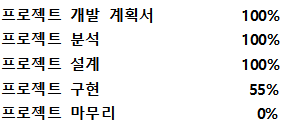 프로젝트 개발 계획서 100%
프로젝트 분석 100%
프로젝트 설계 100%
프로젝트 구현 55%
프로젝트 마무리 0%